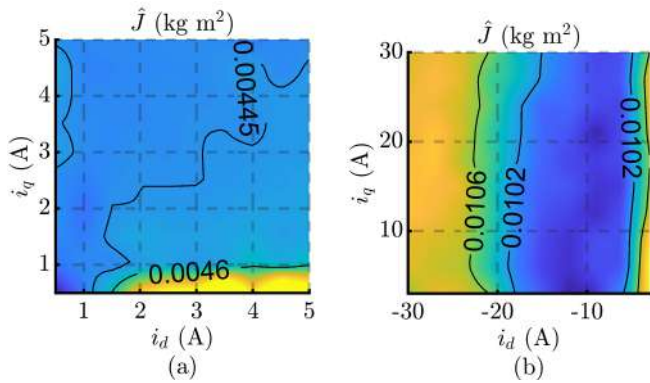 Ĵ (kg m²)
5
4
3
2
1
i_q (A)
0.00445
0.0046
1 2 3 4 5
i_d (A)
(a)
Ĵ (kg m²)
30
20
10
i_q (A)
0.0106
0.0102
0.0102
-30 -20 -10
i_d (A)
(b)